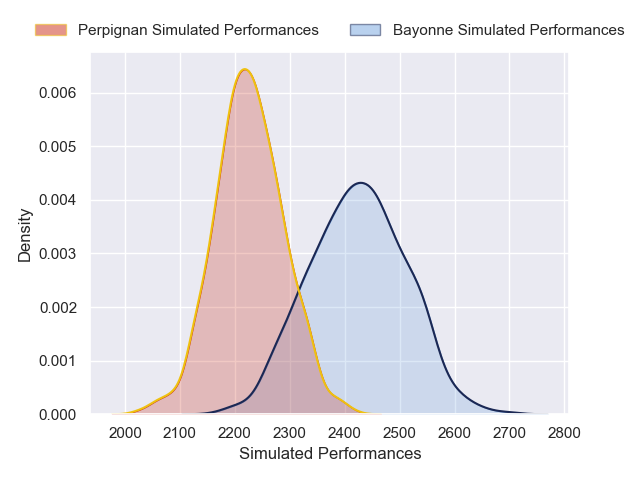 Perpignan Simulated Performances
Bayonne Simulated Performances
Density
0.006
0.005
0.004
0.003
0.002
0.001
0.000
2000 2100 2200 2300 2400 2500 2600 2700 2800
Simulated Performances